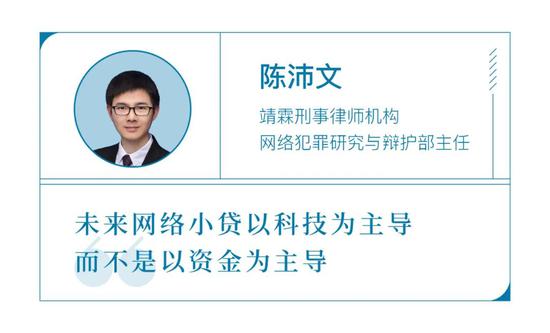 陈沛文
靖霖刑事律师机构
网络犯罪研究与辩护部主任
未来网络小贷以科技为主导
而不是以资金为主导